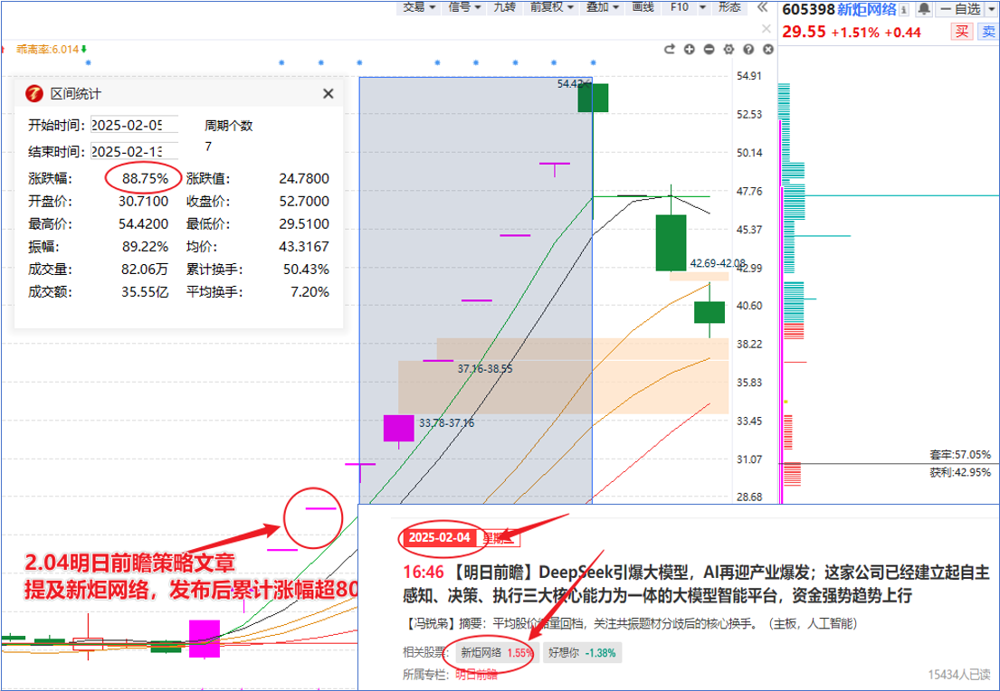 交易 信号 九转 前复权 叠加 画线 F10 形态
605398 新炬网络 自选
29.55 +1.51% +0.44 买 卖
乖离率:6.014
区间统计
开始时间: 2025-02-05 周期个数
结束时间: 2025-02-13 7
涨跌幅: 88.75% 涨跌值: 24.7800
开盘价: 30.7100 收盘价: 52.7000
最高价: 54.4200 最低价: 29.5100
振幅: 89.22% 均价: 43.3167
成交量: 82.06万 累计换手: 50.43%
成交额: 35.55亿 平均换手: 7.20%
54.42
42.69-42.08
37.16-38.55
33.78-37.16
54.91
52.53
50.14
47.76
45.37
42.99
40.60
38.22
35.83
33.45
31.07
28.68
套牢:57.05%
获利:42.95%
2.04明日前瞻策略文章
提及新炬网络，发布后累计涨幅超80
2025-02-04 星期二
16:46 【明日前瞻】DeepSeek引爆大模型，AI再迎产业爆发；这家公司已经建立起自主
感知、决策、执行三大核心能力为一体的大模型智能平台，资金强势趋势上行
【冯锐枭】摘要：平均股价缩量回档，关注共振题材分歧后的核心换手。（主板，人工智能）
相关股票: 新炬网络 1.55% 好想你 -1.38%
所属专栏: 明日前瞻 15434人已读